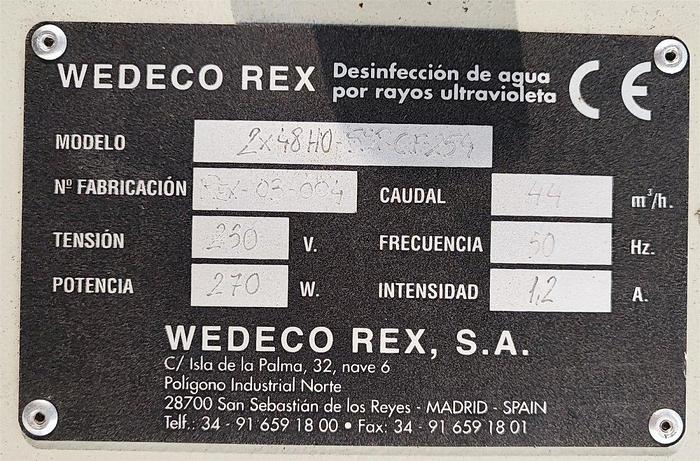 WEDECO REX Desinfección de agua
por rayos ultravioleta CE
MODELO 2x48HO
Nº FABRICACIÓN REX-03-004 CAUDAL 44 m³/h.
TENSIÓN 230 V. FRECUENCIA 50 Hz.
POTENCIA 270 W. INTENSIDAD 1,2 A.
WEDECO REX, S.A.
C/ Isla de la Palma, 32, nave 6
Polígono Industrial Norte
28700 San Sebastián de los Reyes - MADRID - SPAIN
Telf.: 34 - 91 659 18 00 • Fax: 34 - 91 659 18 01